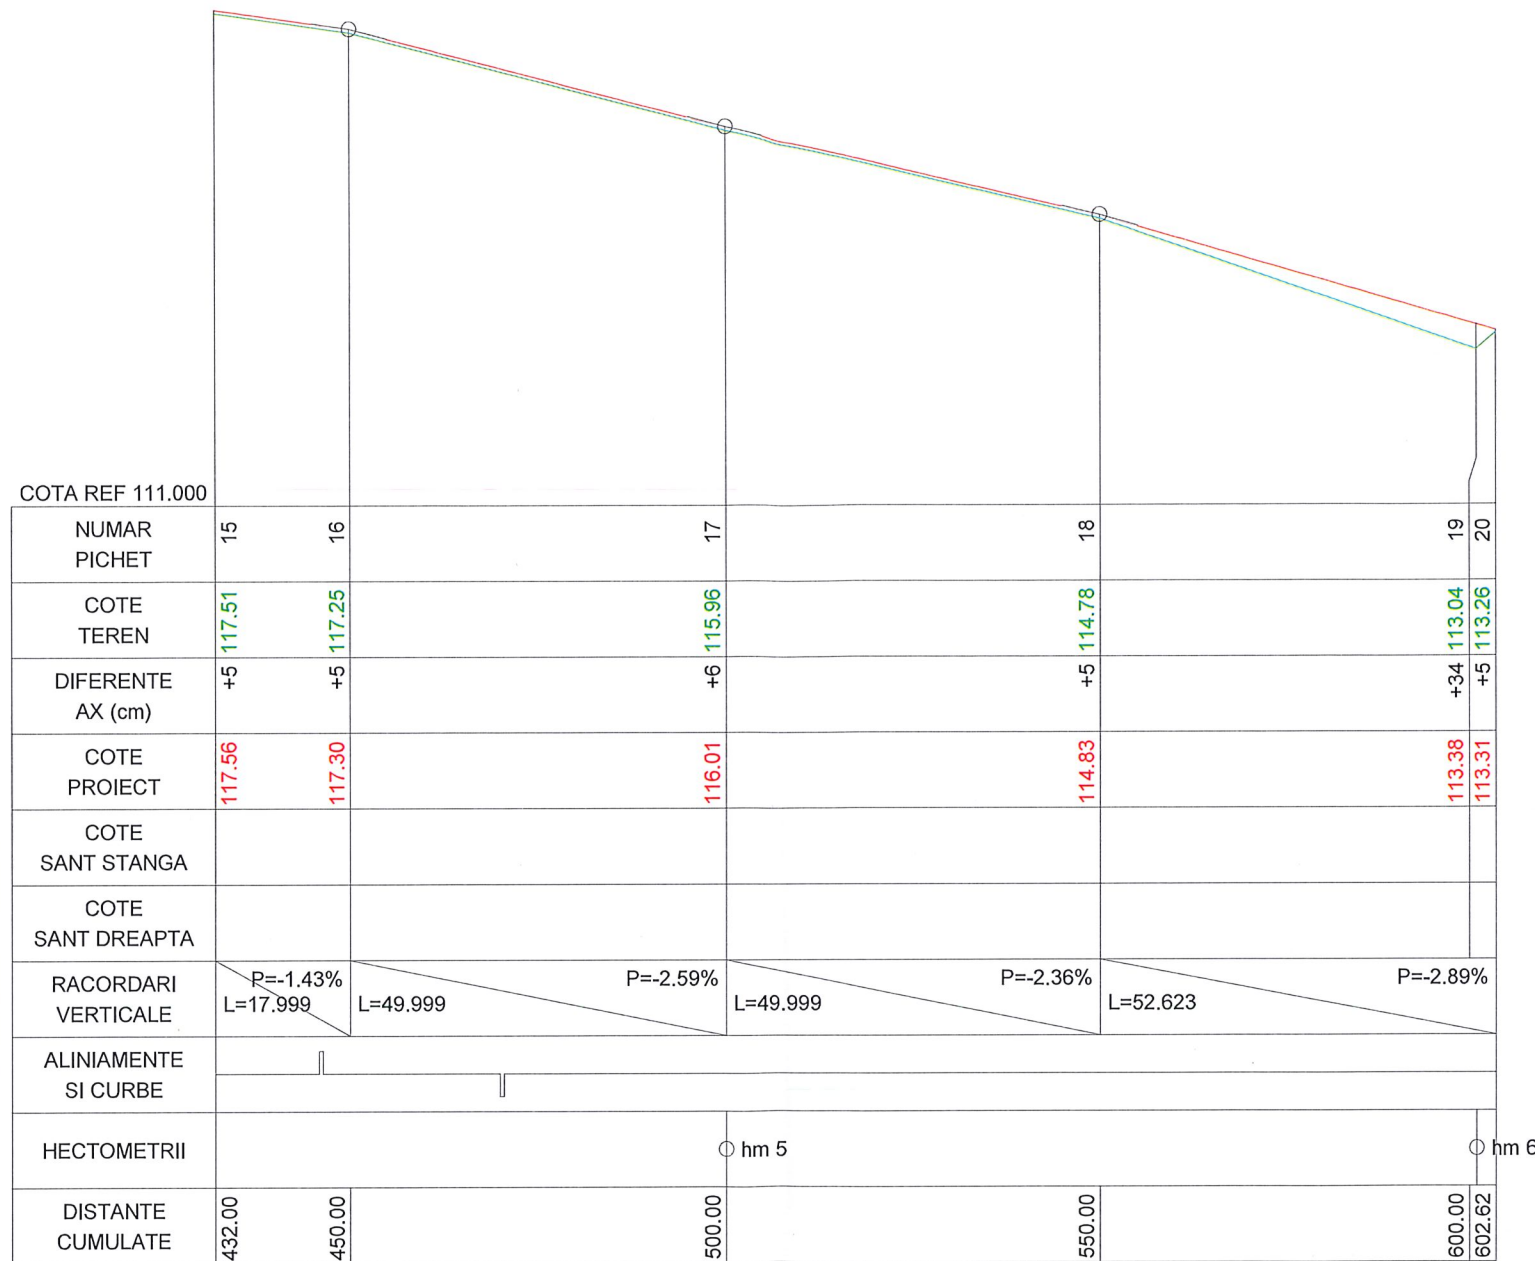 COTA REF 111.000
NUMAR
PICHET
15
16
17
18
19
20
COTE
TEREN
117.51
117.25
115.96
114.78
113.04
113.26
DIFERENTE
AX (cm)
+5
+5
+6
+5
+34
+5
COTE
PROIECT
117.56
117.30
116.01
114.83
113.38
113.31
COTE
SANT STANGA
COTE
SANT DREAPTA
RACORDARI
VERTICALE
P=-1.43%
L=17.999
P=-2.59%
L=49.999
P=-2.36%
L=49.999
P=-2.89%
L=52.623
ALINIAMENTE
SI CURBE
HECTOMETRII
hm 5
hm 6
DISTANTE
CUMULATE
432.00
450.00
500.00
550.00
600.00
602.62